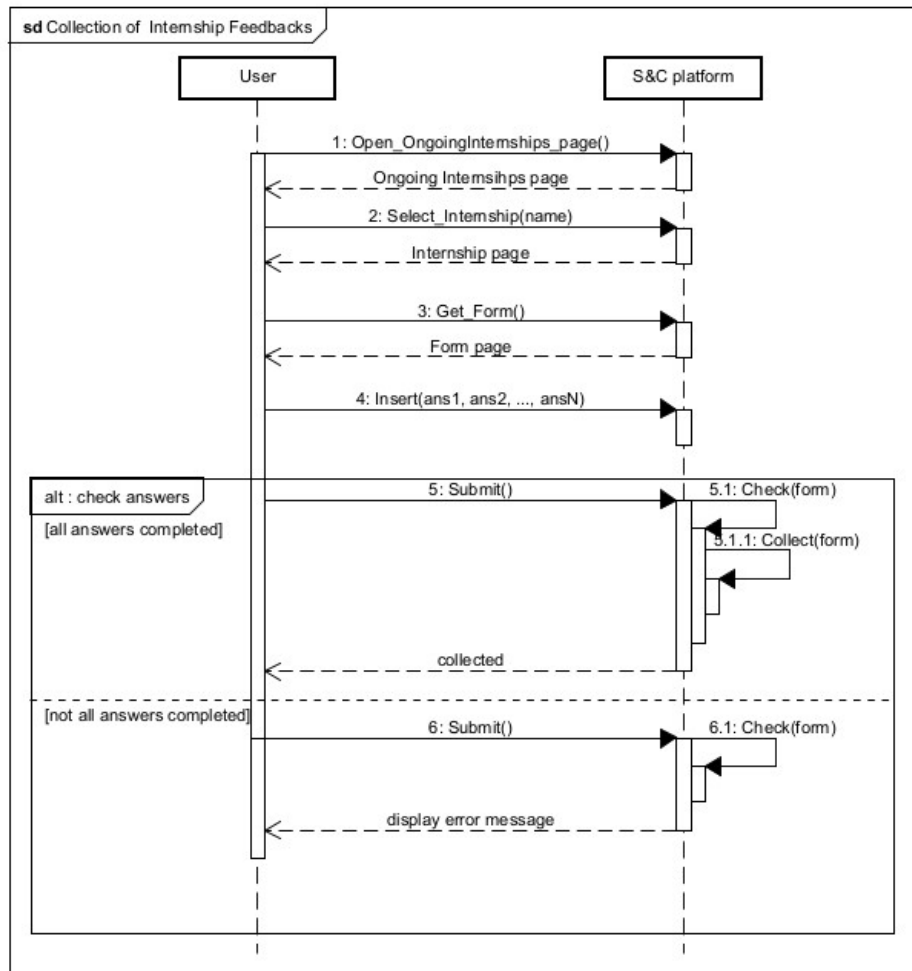 sd Collection of Internship Feedbacks
User
S&C platform
1: Open_OngoingInternships_page()
Ongoing Internsihps page
2: Select_Internship(name)
Internship page
3: Get_Form()
Form page
4: Insert(ans1, ans2, ..., ansN)
alt : check answers
5: Submit()
5.1: Check(form)
[all answers completed]
5.1.1: Collect(form)
collected
[not all answers completed]
6: Submit()
6.1: Check(form)
display error message